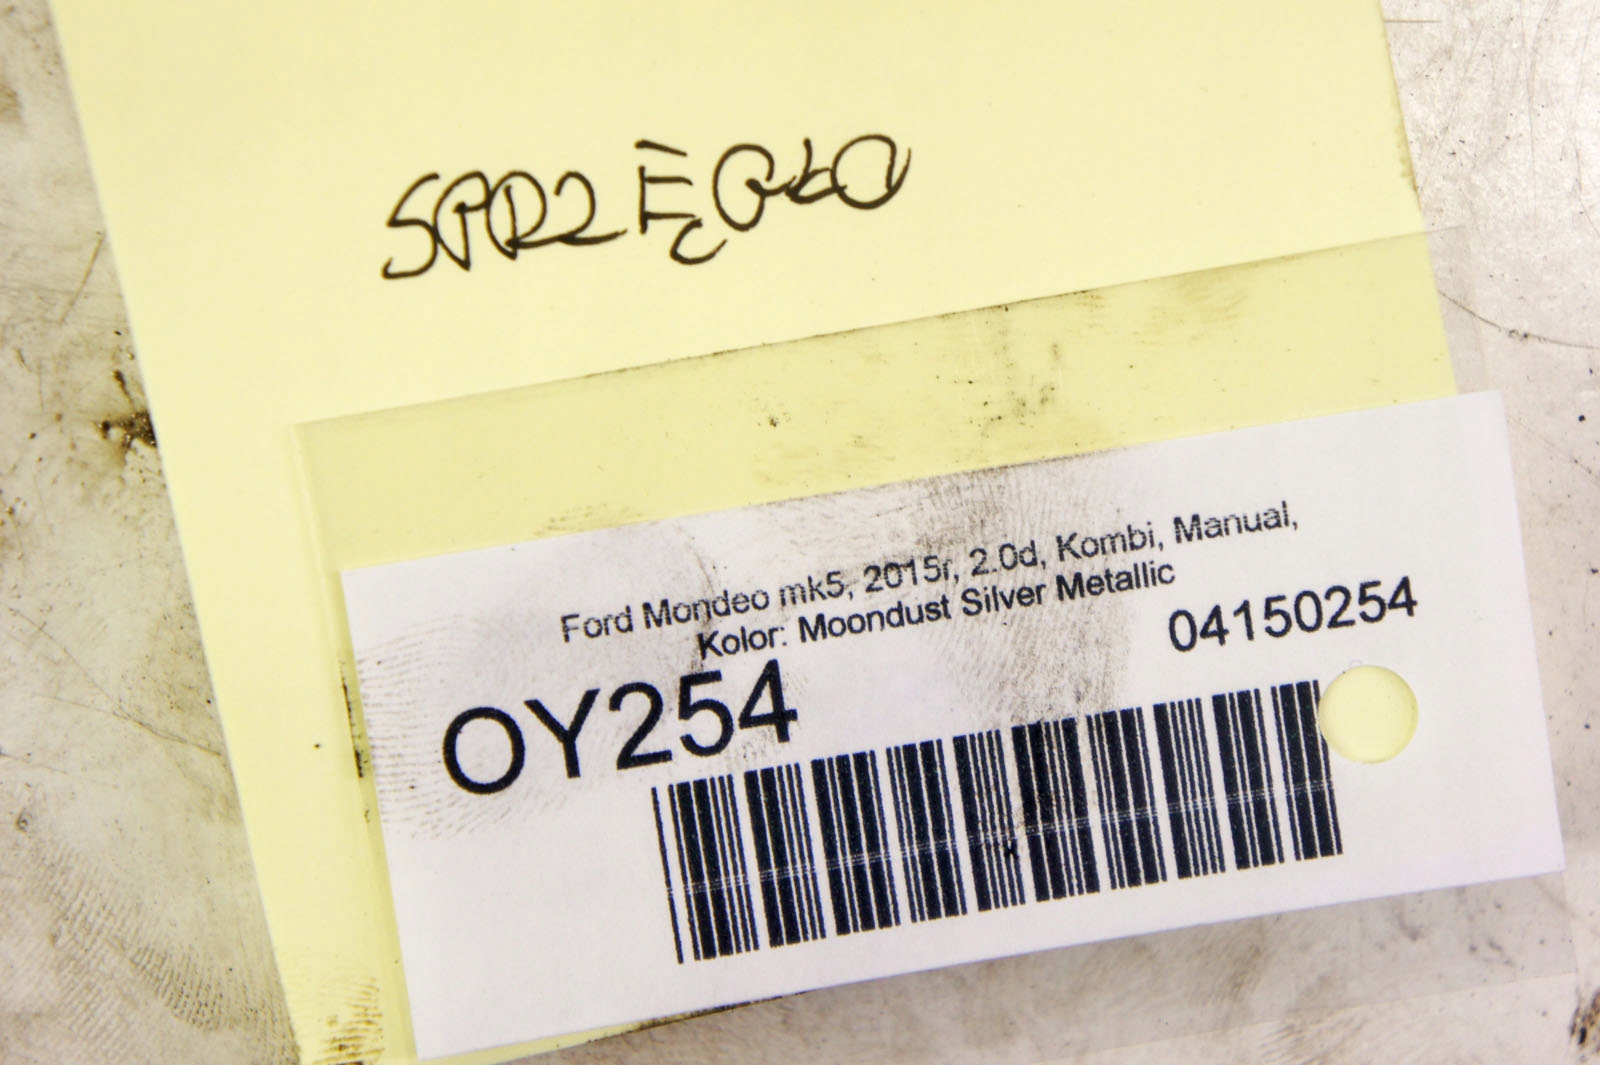 SPRZĘGŁO
Ford Mondeo mk5, 2015r, 2.0d, Kombi, Manual,
Kolor: Moondust Silver Metallic
04150254
OY254